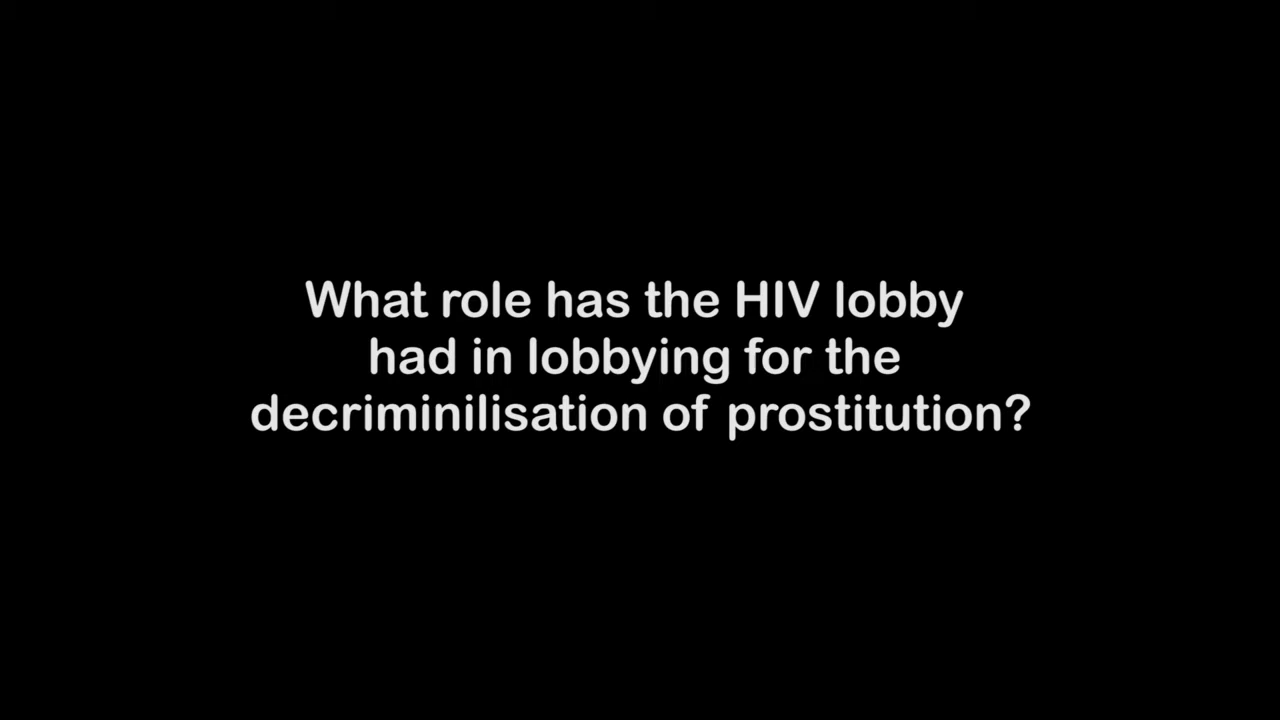 What role has the HIV lobby
had in lobbying for the
decriminilisation of prostitution?